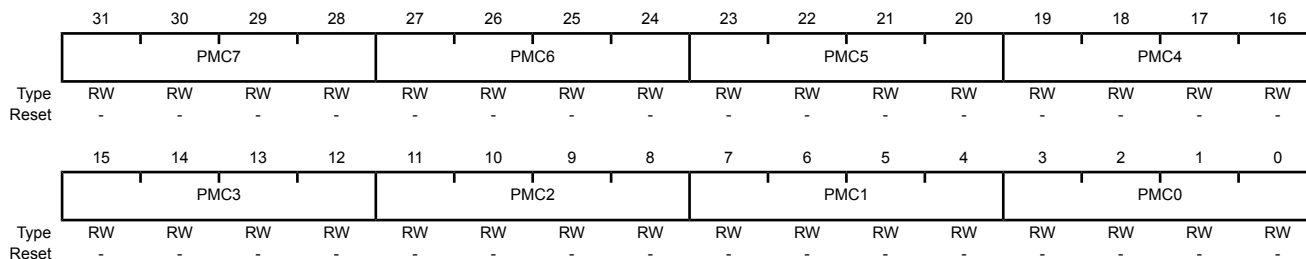 31 30 29 28 27 26 25 24 23 22 21 20 19 18 17 16
PMC7 PMC6 PMC5 PMC4
Type RW RW RW RW RW RW RW RW RW RW RW RW RW RW RW RW
Reset - - - - - - - - - - - - - - - -
15 14 13 12 11 10 9 8 7 6 5 4 3 2 1 0
PMC3 PMC2 PMC1 PMC0
Type RW RW RW RW RW RW RW RW RW RW RW RW RW RW RW RW
Reset - - - - - - - - - - - - - - - -